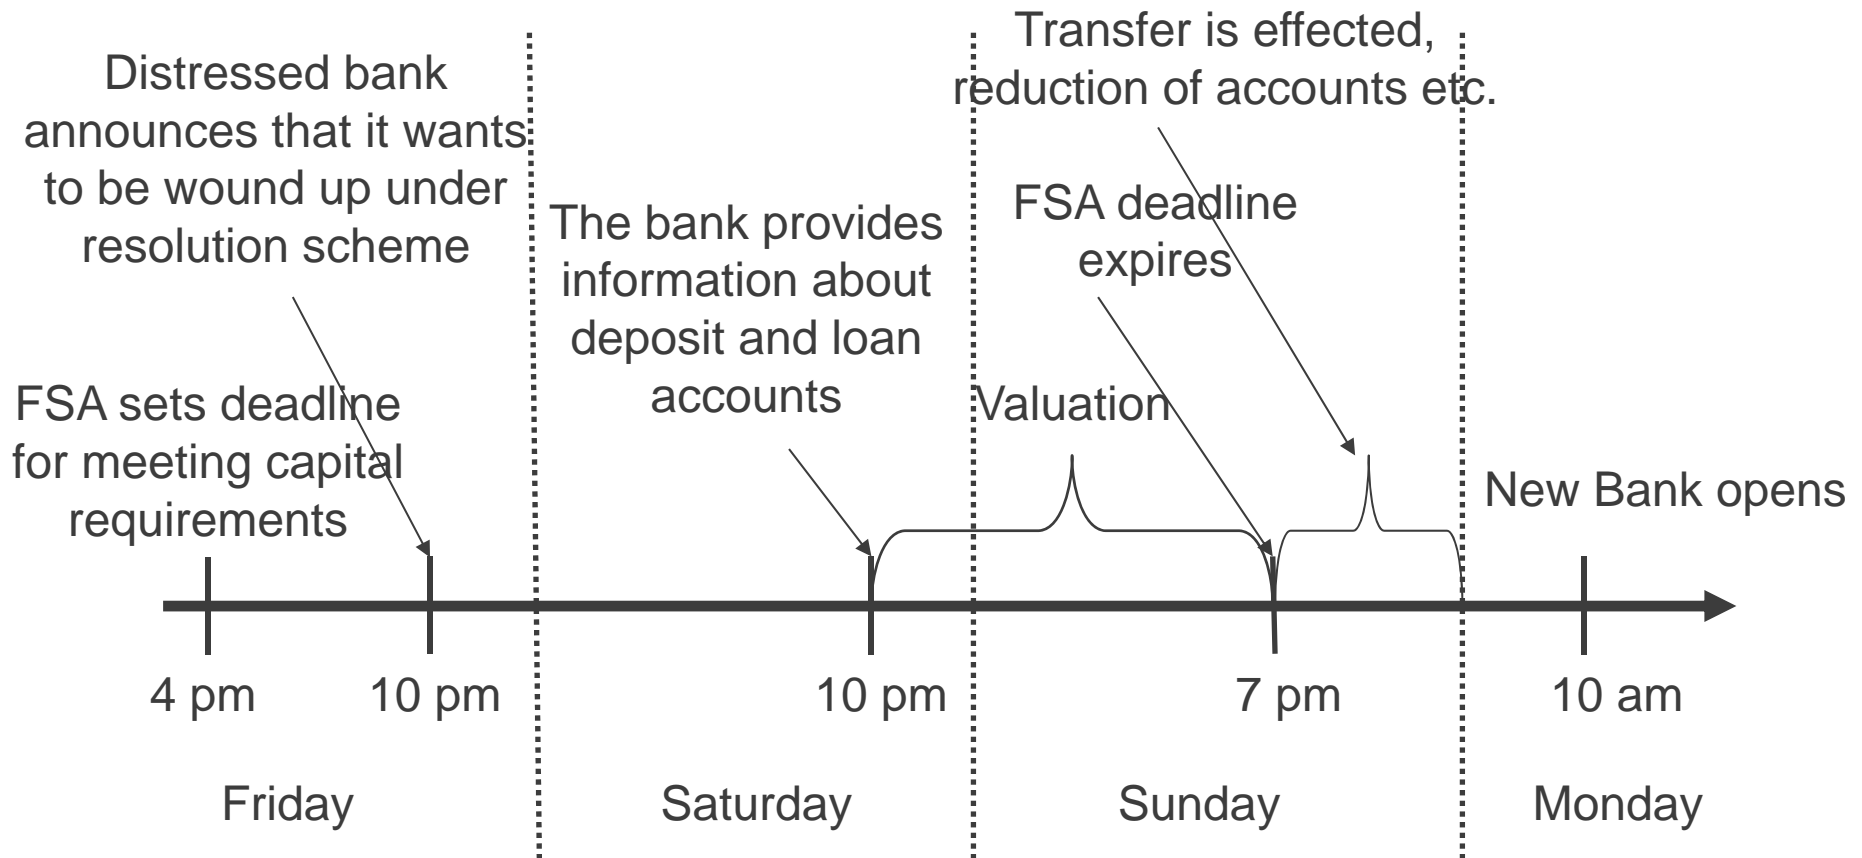 Distressed bank
announces that it wants
to be wound up under
resolution scheme
FSA sets deadline
for meeting capital
requirements
The bank provides
information about
deposit and loan
accounts
Transfer is effected,
reduction of accounts etc.
FSA deadline
expires
Valuation
New Bank opens
4 pm
10 pm
10 pm
7 pm
10 am
Friday
Saturday
Sunday
Monday